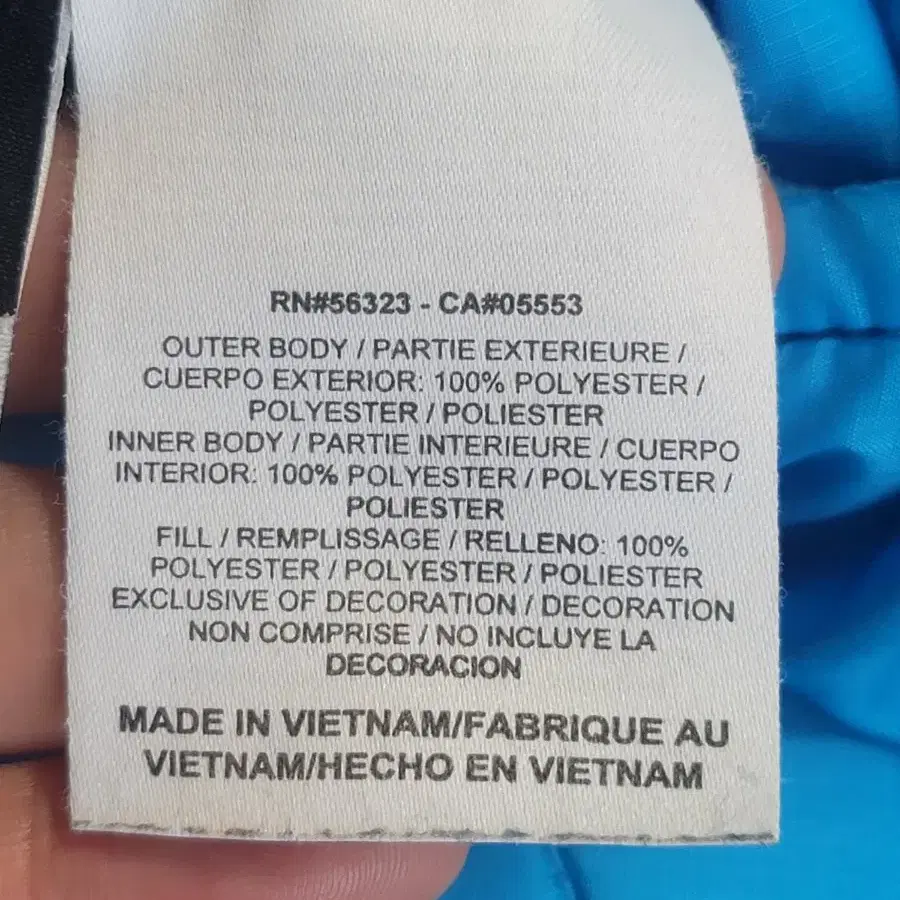 RN#56323 - CA#05553
OUTER BODY / PARTIE EXTERIEURE /
CUERPO EXTERIOR: 100% POLYESTER /
POLYESTER / POLIESTER
INNER BODY / PARTIE INTERIEURE / CUERPO
INTERIOR: 100% POLYESTER / POLYESTER /
POLIESTER
FILL / REMPLISSAGE / RELLENO: 100%
POLYESTER / POLYESTER / POLIESTER
EXCLUSIVE OF DECORATION / DECORATION
NON COMPRISE / NO INCLUYE LA
DECORACION
MADE IN VIETNAM/FABRIQUE AU
VIETNAM/HECHO EN VIETNAM